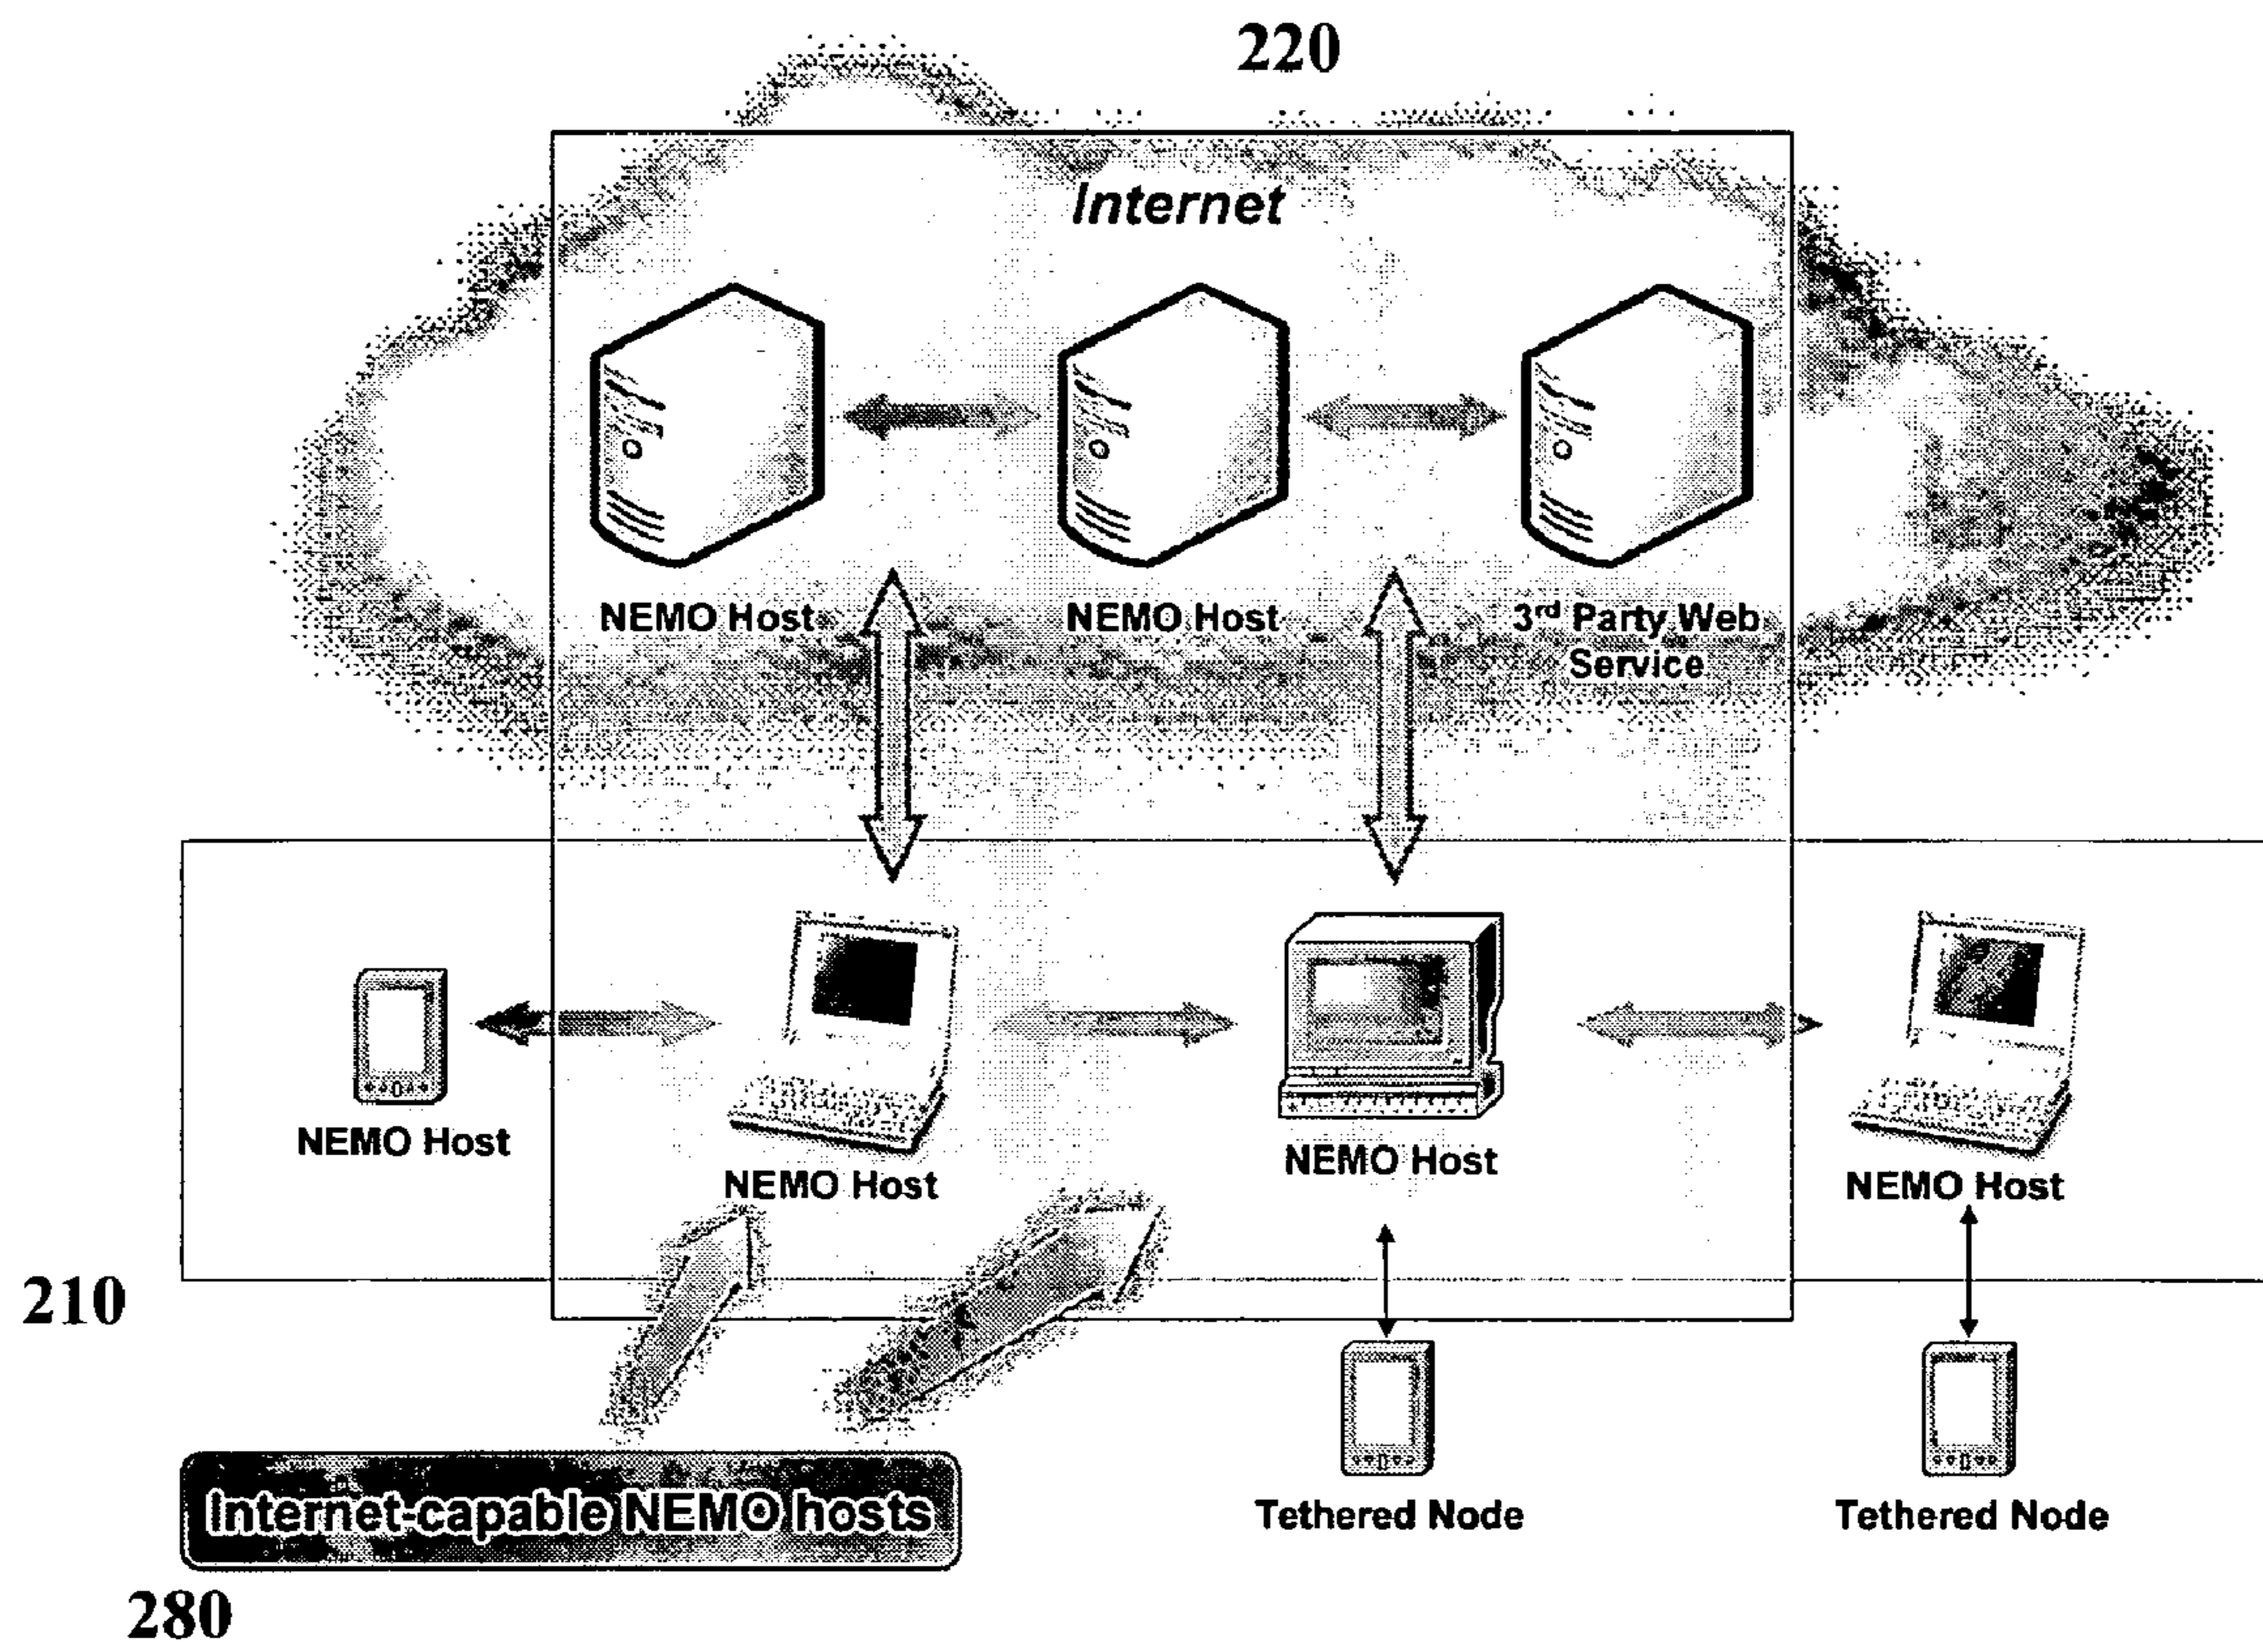 220
Internet
NEMO Host
NEMO Host
3rd Party Web
Service
NEMO Host
NEMO Host
NEMO Host
NEMO Host
210
Internet-capable NEMO hosts
Tethered Node
Tethered Node
280